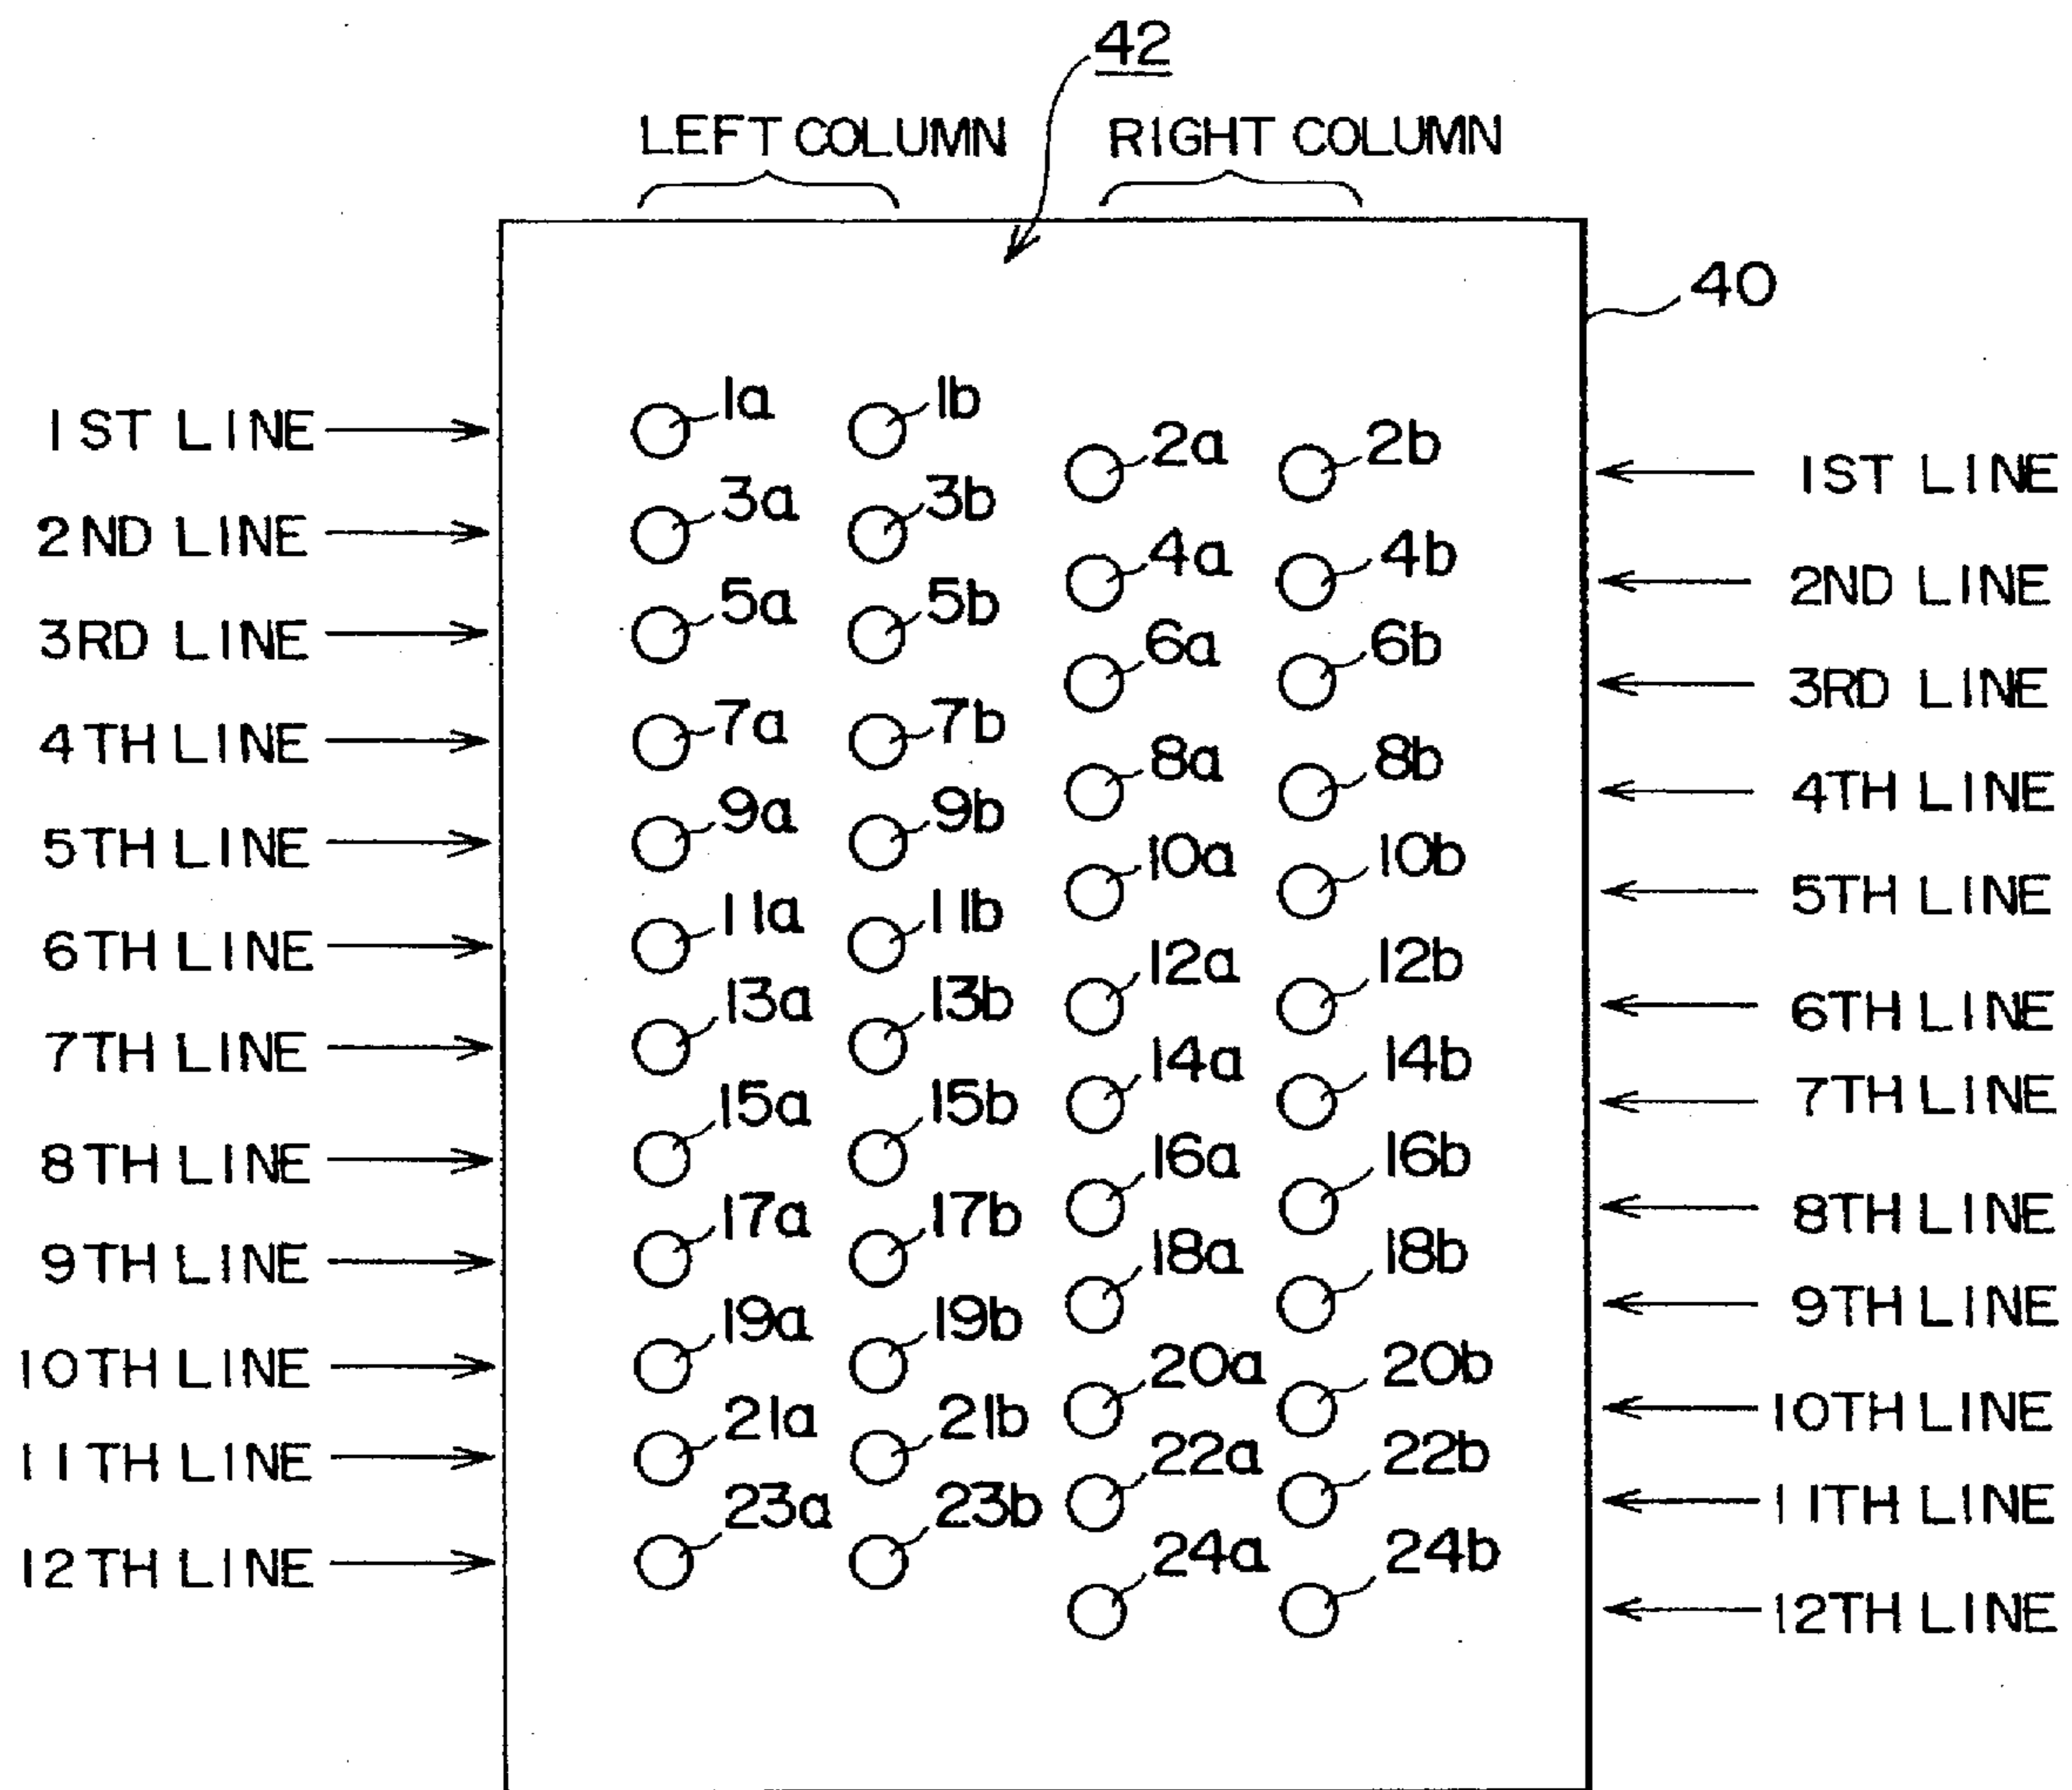 42
LEFT COLUMN RIGHT COLUMN
40
1a 1b
1ST LINE
2a 2b
1ST LINE
3a 3b
2ND LINE
4a 4b
2ND LINE
5a 5b
3RD LINE
6a 6b
3RD LINE
7a 7b
4TH LINE
8a 8b
4TH LINE
9a 9b
5TH LINE
10a 10b
5TH LINE
11a 11b
6TH LINE
12a 12b
6TH LINE
13a 13b
7TH LINE
14a 14b
7TH LINE
15a 15b
8TH LINE
16a 16b
8TH LINE
17a 17b
9TH LINE
18a 18b
9TH LINE
19a 19b
10TH LINE
20a 20b
10TH LINE
21a 21b
11TH LINE
22a 22b
11TH LINE
23a 23b
12TH LINE
24a 24b
12TH LINE